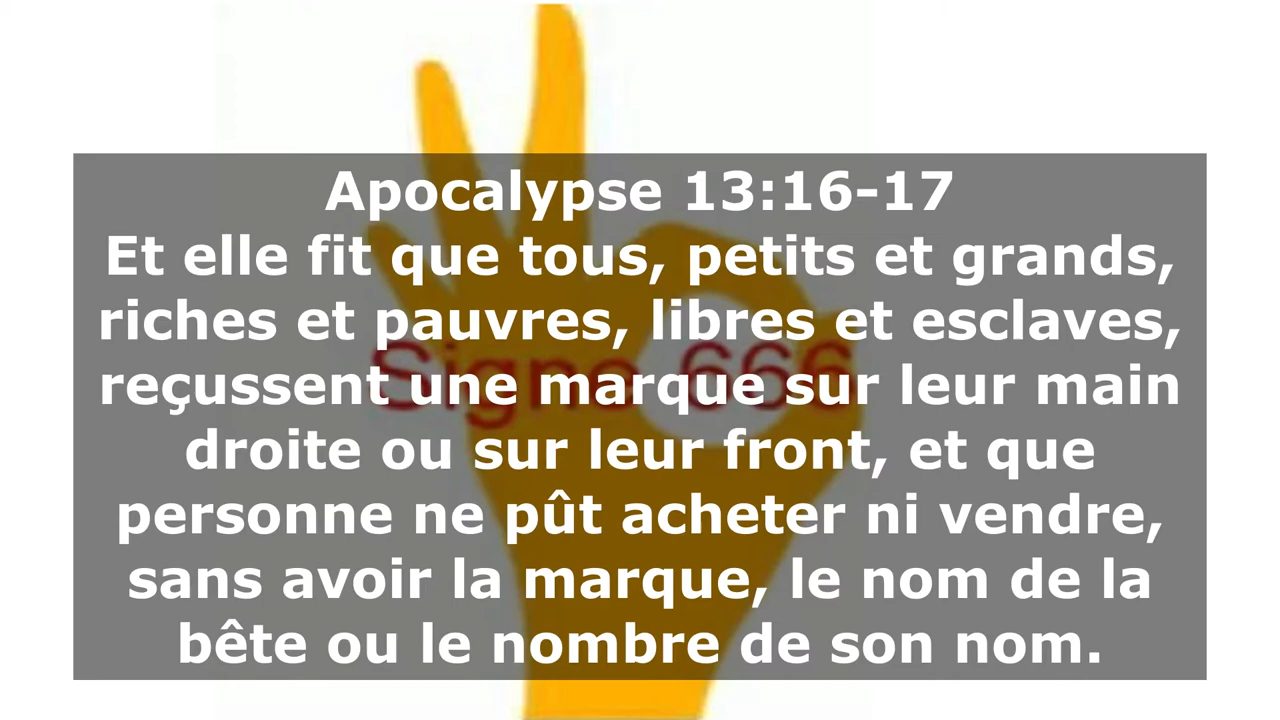 Apocalypse 13:16-17
Et elle fit que tous, petits et grands,
riches et pauvres, libres et esclaves,
reçussent une marque sur leur main
droite ou sur leur front, et que
personne ne pût acheter ni vendre,
sans avoir la marque, le nom de la
bête ou le nombre de son nom.
Signo 666